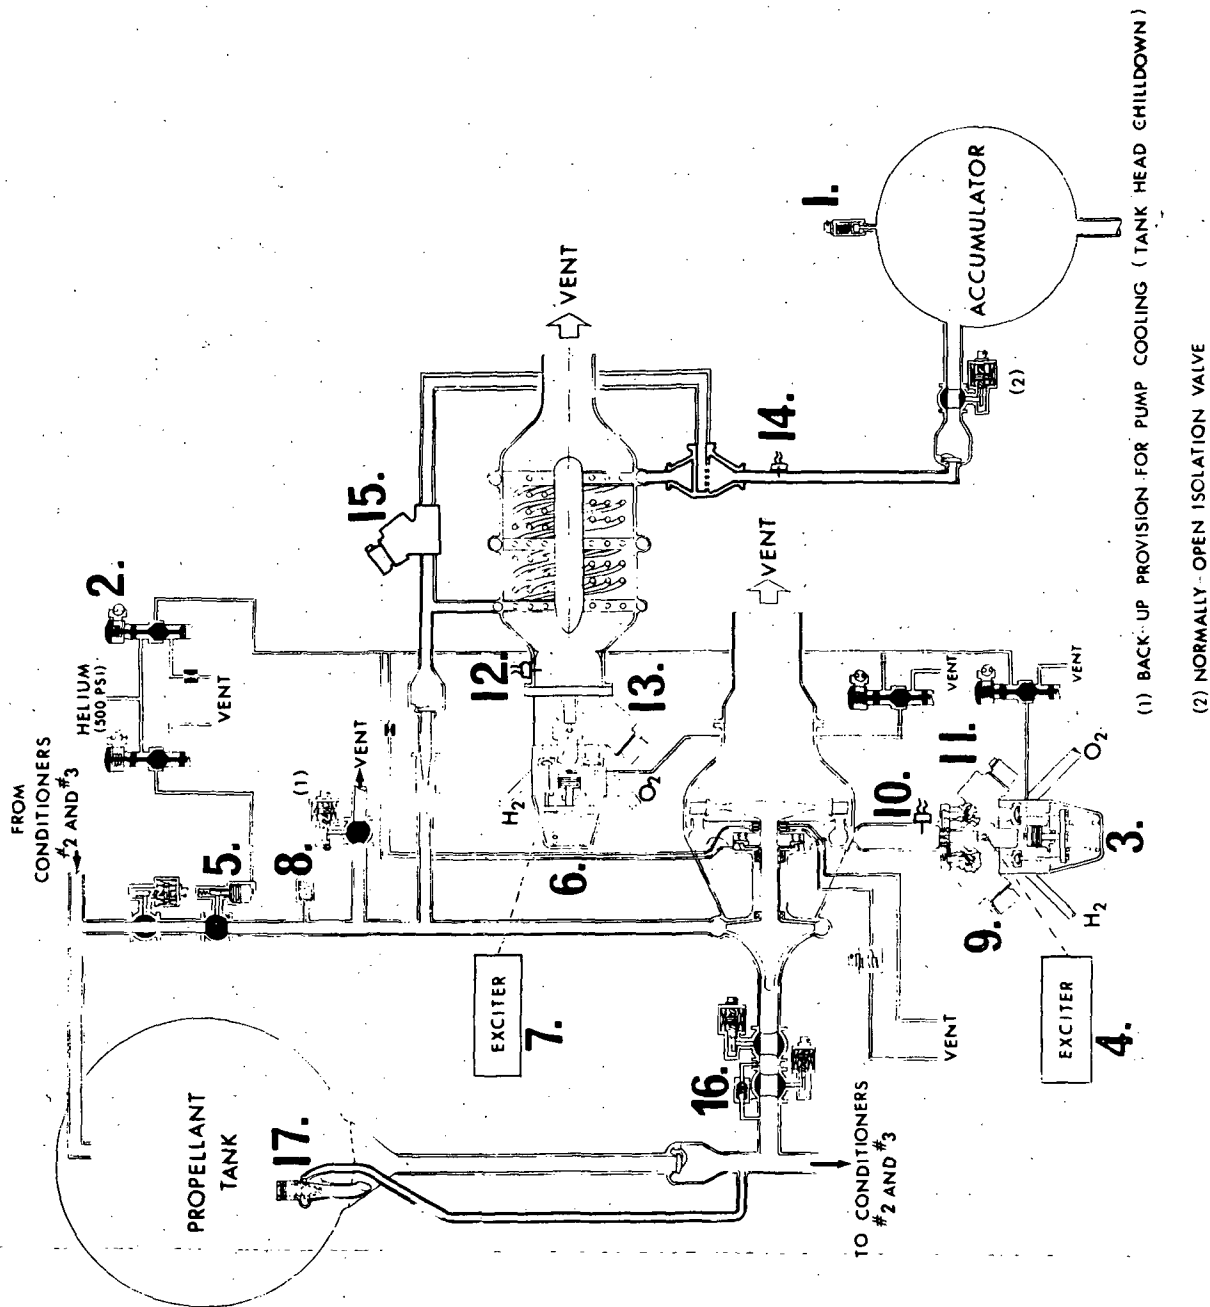 FROM
CONDITIONERS
#2 AND #3
HELIUM
(500 PSI)
2.
VENT
5.
8.
(1)
VENT
15.
VENT
1.
ACCUMULATOR
(2)
14.
12.
13.
H2
O2
6.
VENT
VENT
VENT
11.
10.
O2
3.
9.
H2
EXCITER
7.
EXCITER
4.
VENT
16.
PROPELLANT
TANK
17.
TO CONDITIONERS
#2 AND #3
(1) BACK-UP PROVISION FOR PUMP COOLING (TANK HEAD CHILLDOWN)
(2) NORMALLY OPEN ISOLATION VALVE